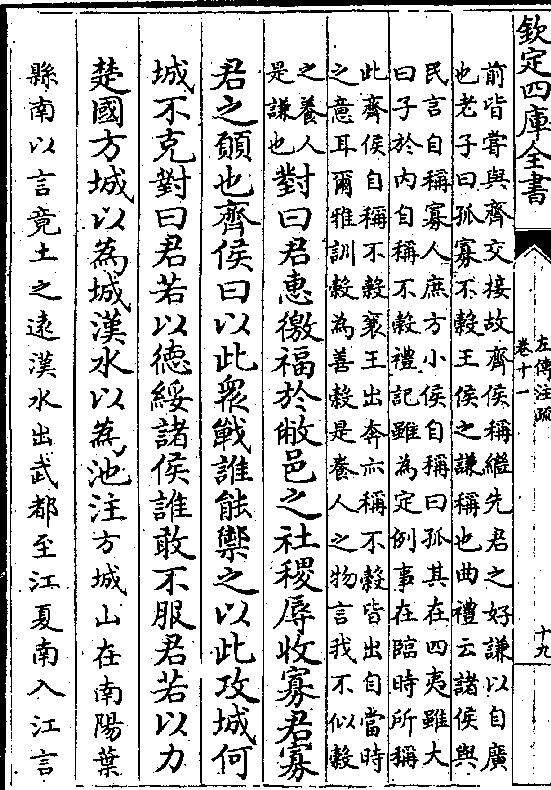 欽定四庫全書
左傳注疏
卷十一
十九
前皆嘗與齊交接故齊侯稱繼先君之好謙以自廣
也老子曰孤寡不穀王侯之謙稱也曲禮云諸侯與
民言自稱寡人庶方小侯自稱曰孤其在四夷雖大
曰子於內自稱不穀禮記雖為定例事在臨時所稱
此齊侯自稱不穀襄王出奔亦稱不穀皆出自當時
之意耳爾雅訓穀為善穀是養人之物言我不似穀
之養人
是謙也
對曰君惠徼福於敝邑之社稷辱收寡君寡
君之願也齊侯曰以此衆戰誰能禦之以此攻城何
城不克對曰君若以德綏諸侯誰敢不服君若以力
楚國方城以為城漢水以為池注方城山在南陽葉
縣南以言竟土之遠漢水出武都至江夏南入江言